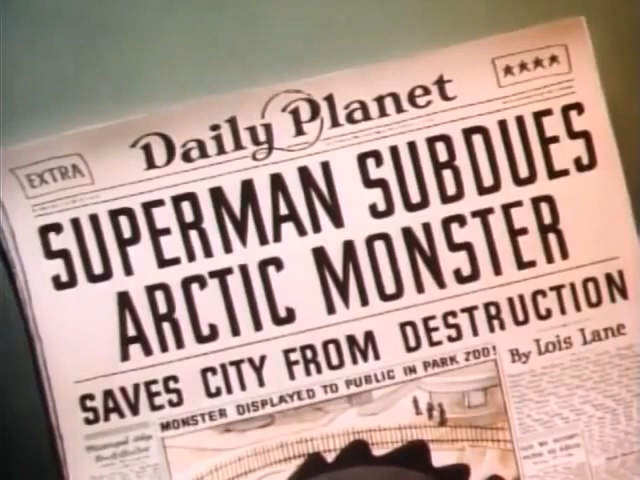 EXTRA
Daily Planet
SUPERMAN SUBDUES
ARCTIC MONSTER
SAVES CITY FROM DESTRUCTION
MONSTER DISPLAYED TO PUBLIC IN PARK ZOO!
By Lois Lane